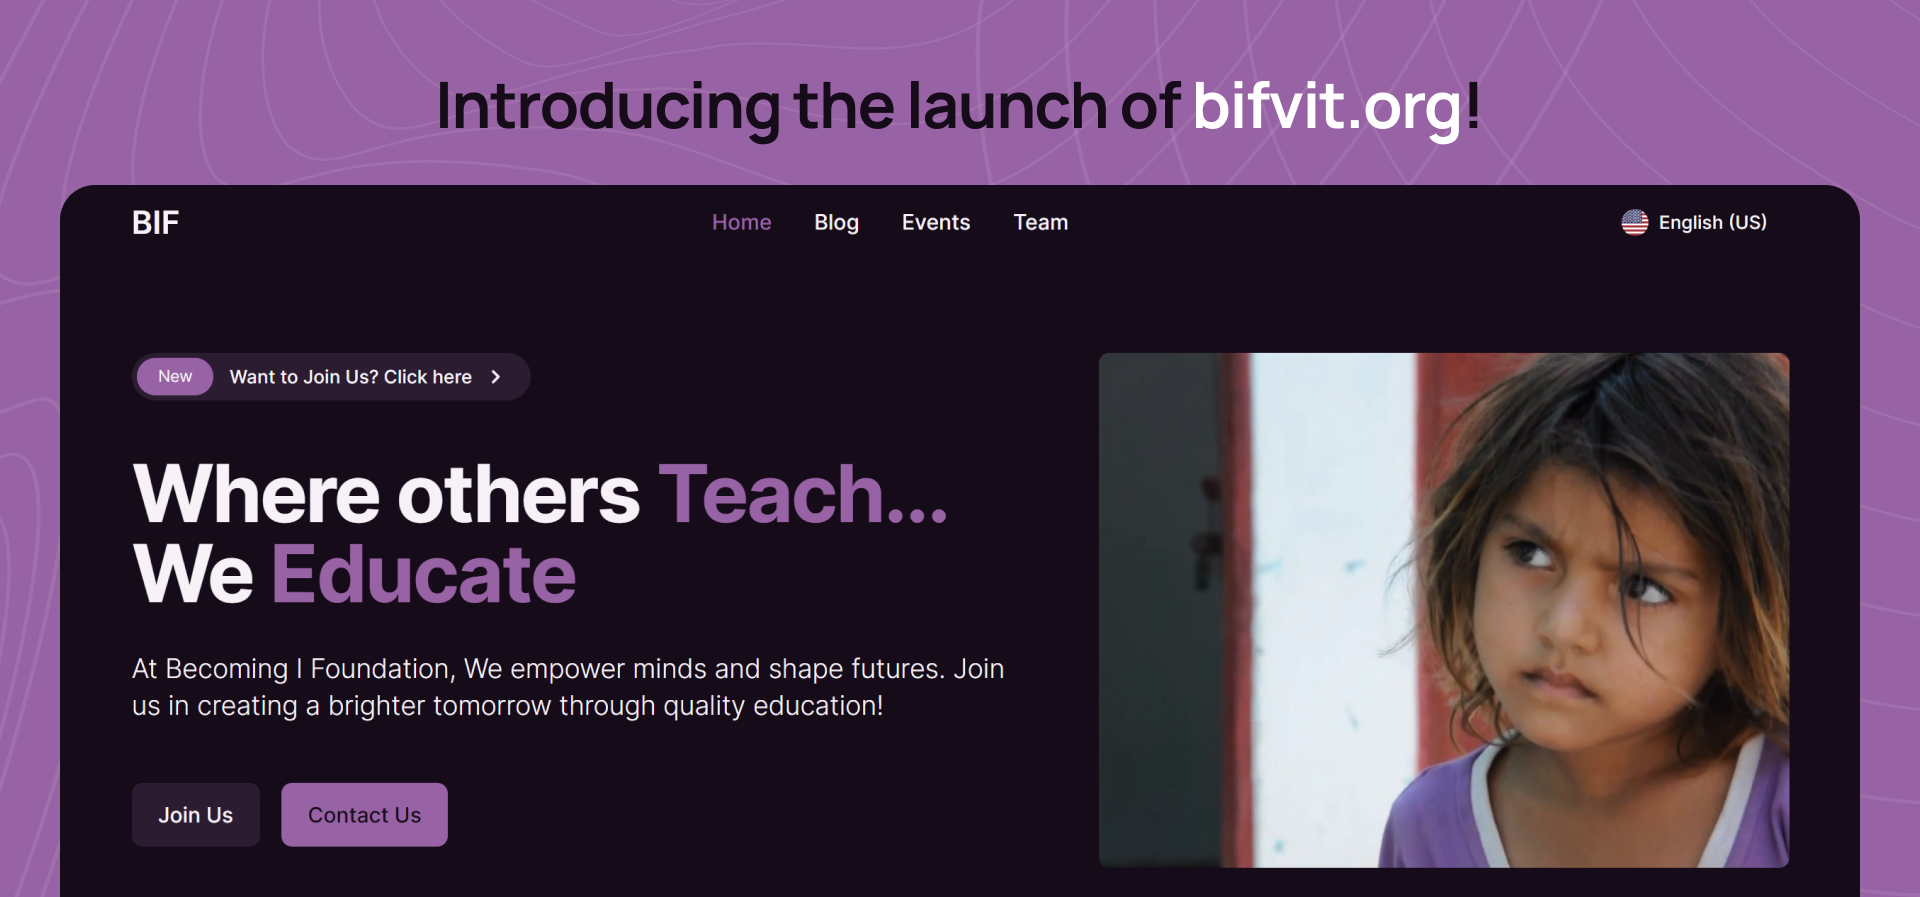 Introducing the launch of bifvit.org!
BIF
Home
Blog
Events
Team
English (US)
New
Want to Join Us? Click here
Where others Teach...
We Educate
At Becoming I Foundation, We empower minds and shape futures. Join
us in creating a brighter tomorrow through quality education!
Join Us
Contact Us